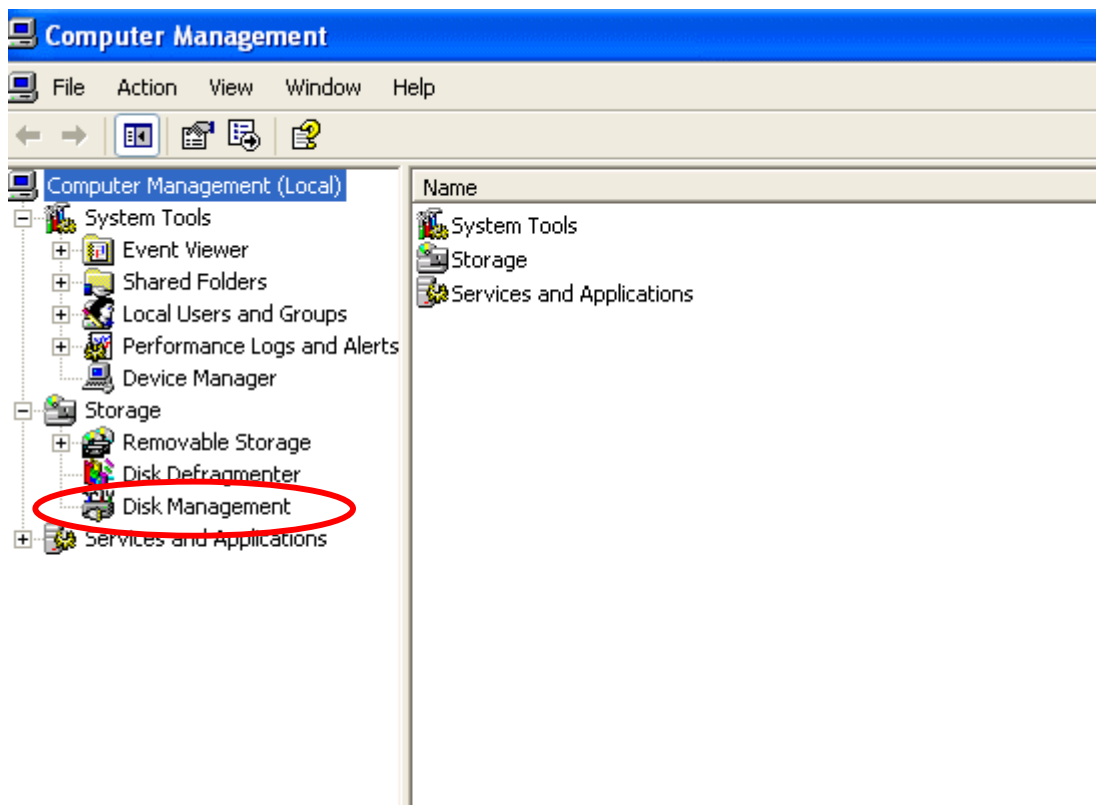 Computer Management
File Action View Window Help
Computer Management (Local)
System Tools
Event Viewer
Shared Folders
Local Users and Groups
Performance Logs and Alerts
Device Manager
Storage
Removable Storage
Disk Defragmenter
Disk Management
Services and Applications
Name
System Tools
Storage
Services and Applications